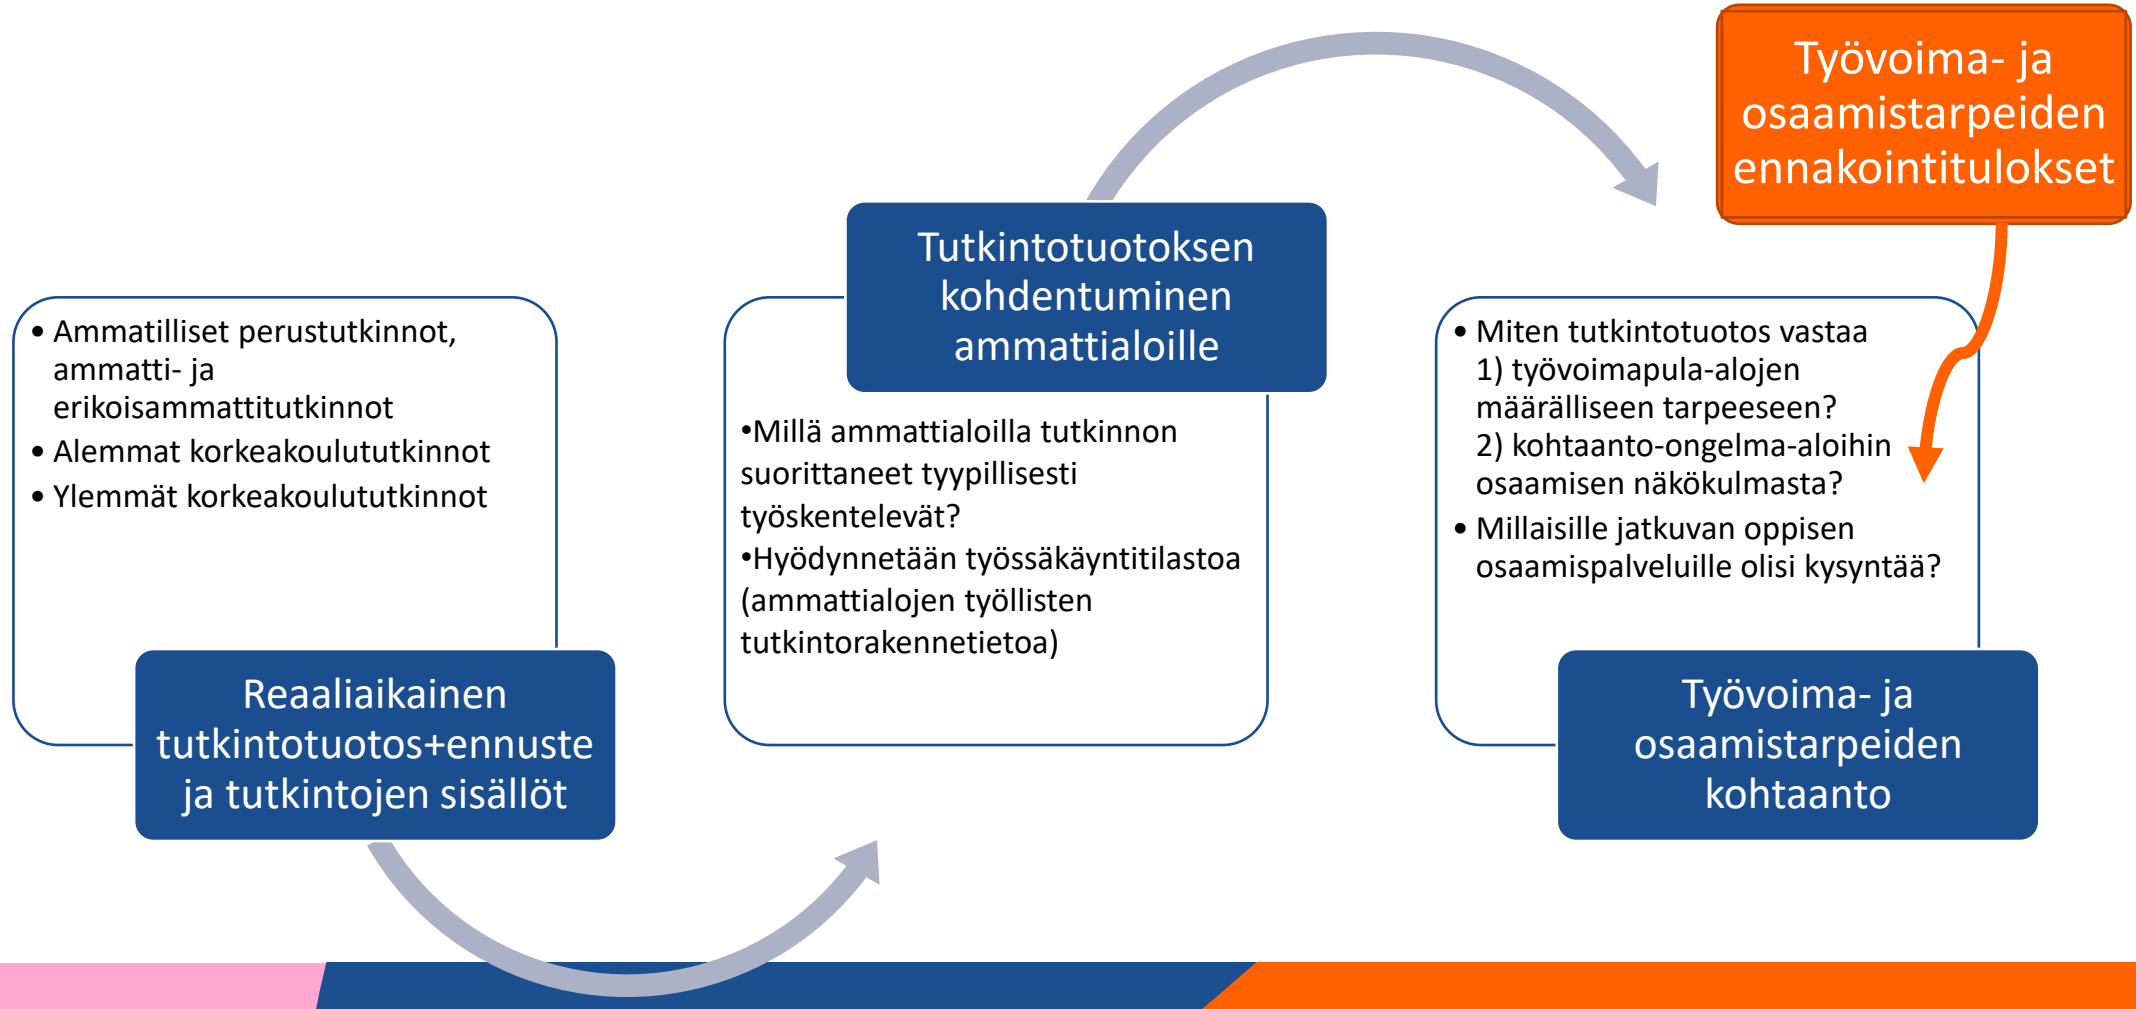 • Ammatilliset perustutkinnot,
ammatti- ja
erikoisammattitutkinnot
• Alemmat korkeakoulututkinnot
• Ylemmät korkeakoulututkinnot
Reaaliaikainen
tutkintotuotos+ennuste
ja tutkintojen sisällöt
Tutkintotuotoksen
kohdentuminen
ammattialoille
•Millä ammattialoilla tutkinnon
suorittaneet tyypillisesti
työskentelevät?
•Hyödynnetään työssäkäyntitilastoa
(ammattialojen työllisten
tutkintorakennetietoa)
Työvoima- ja
osaamistarpeiden
ennakointitulokset
• Miten tutkintotuotos vastaa
1) työvoimapula-alojen
määrälliseen tarpeeseen?
2) kohtaanto-ongelma-aloihin
osaamisen näkökulmasta?
• Millaisille jatkuvan oppisen
osaamispalveluille olisi kysyntää?
Työvoima- ja
osaamistarpeiden
kohtaanto